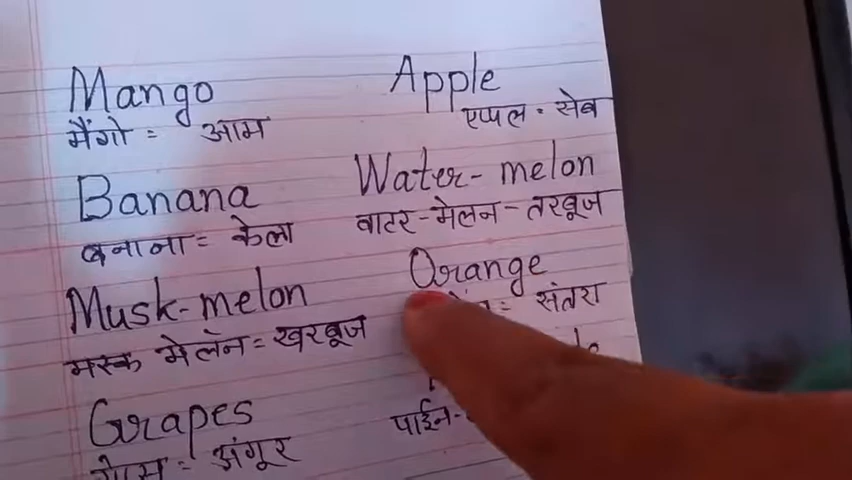 Mango
मैंगो = आम
Apple
एप्पल = सेब
Banana
बनाना = केला
Water-melon
वाटर-मेलन-तरबूज
Musk-melon
मस्क मेलन = खरबूज
Orange
= संतरा
Grapes
अंगूर
पाईन-